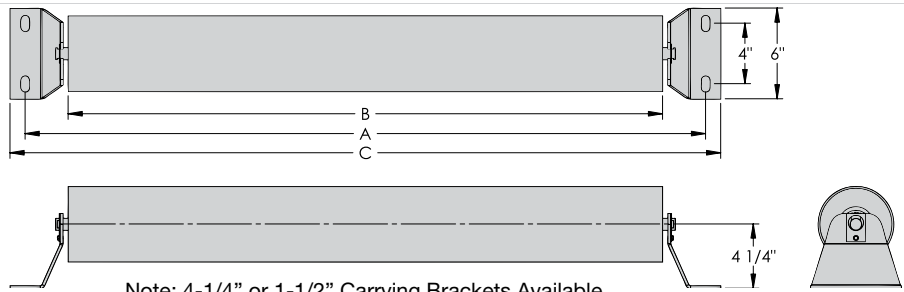 4"
6"
B
A
C
4 1/4"
Note: 4-1/4” or 1-1/2” Carrying Brackets Available